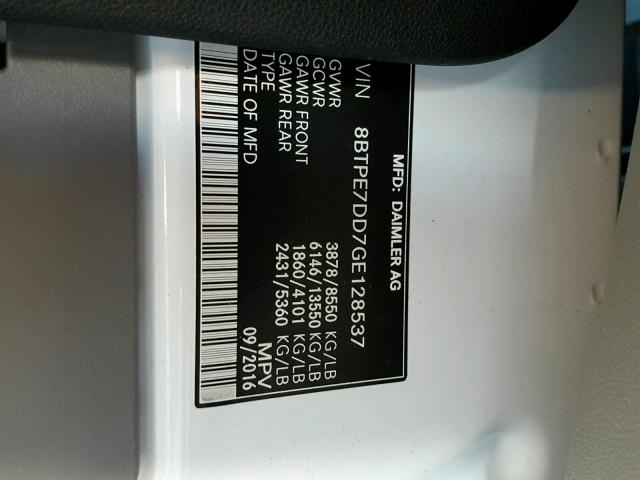 MFD: DAIMLER AG
VIN 8BTPE7DD7GE128537
GVWR 3878/8550 KG/LB
GCWR 6146/13550 KG/LB
GAWR FRONT 1860/4101 KG/LB
GAWR REAR 2431/5360 KG/LB
TYPE MPV
DATE OF MFD 09/2016